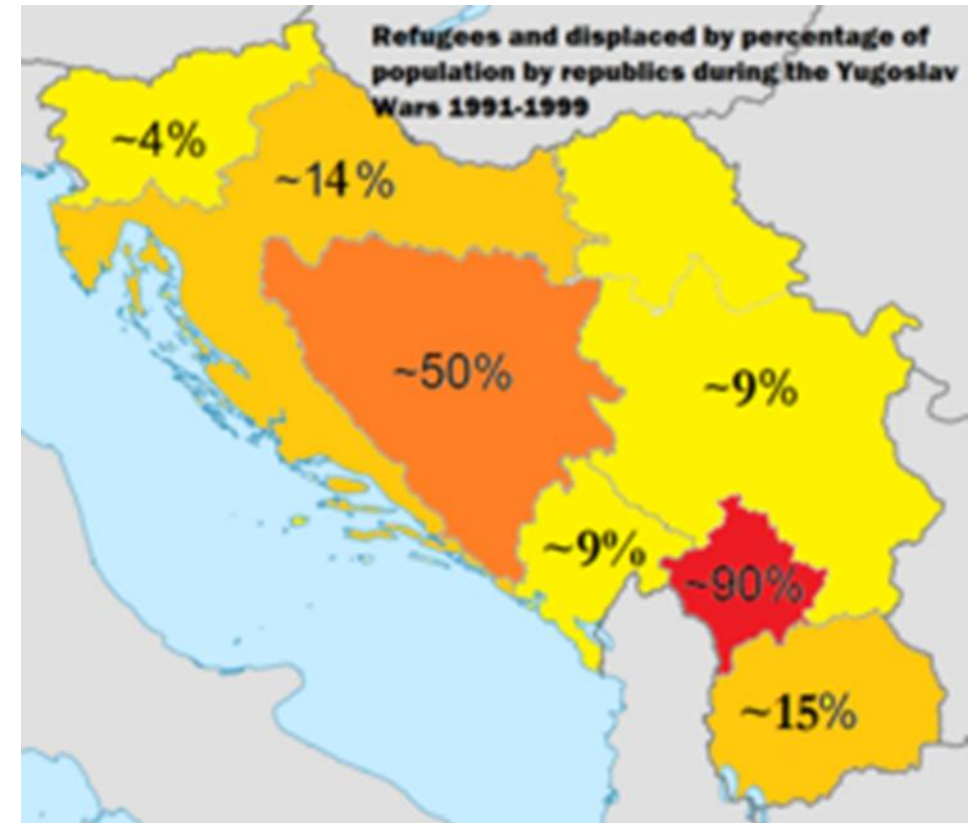 Refugees and displaced by percentage of
population by republics during the Yugoslav
Wars 1991-1999
~4%
~14%
~50%
~9%
~9%
~90%
~15%